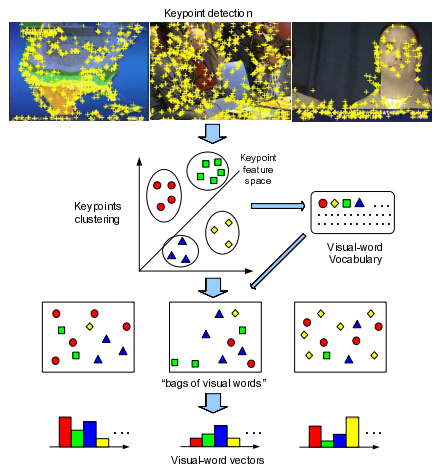 Keypoint detection
Keypoint
feature
space
Keypoints
clustering
Visual-word
Vocabulary
“bags of visual words”
Visual-word vectors